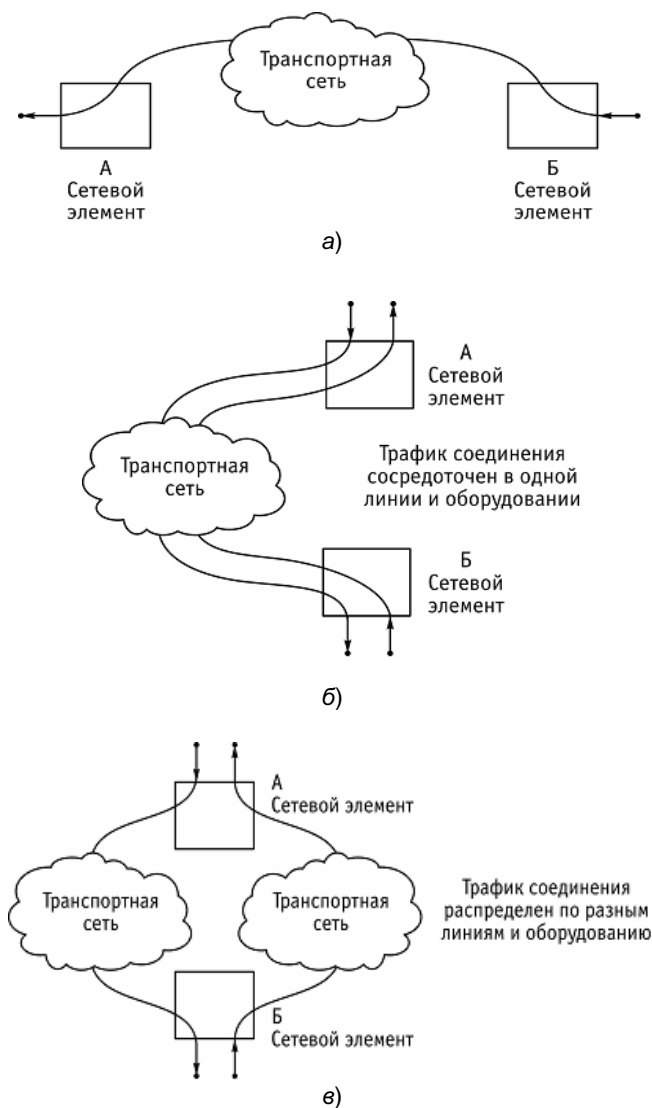 Транспортная
сеть
А
Сетевой
элемент
Б
Сетевой
элемент
а)
А
Сетевой
элемент
Транспортная
сеть
Трафик соединения
сосредоточен в одной
линии и оборудовании
Б
Сетевой
элемент
б)
А
Сетевой элемент
Транспортная
сеть
Транспортная
сеть
Трафик соединения
распределен по разным
линиям и оборудованию
Б
Сетевой элемент
в)